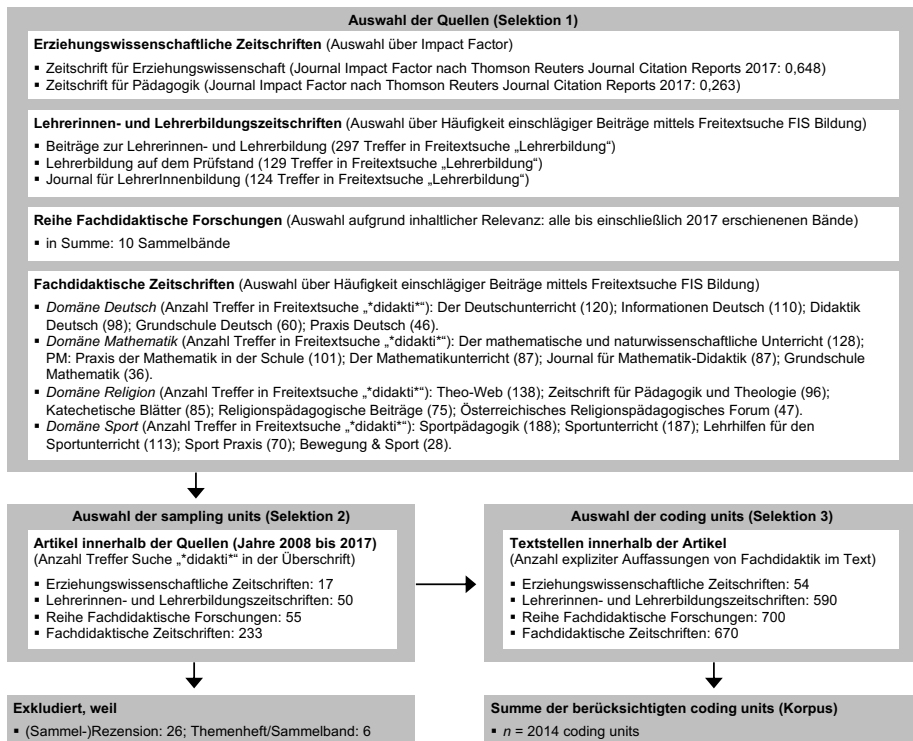 Auswahl der Quellen (Selektion 1)
Erziehungswissenschaftliche Zeitschriften (Auswahl über Impact Factor)
▪ Zeitschrift für Erziehungswissenschaft (Journal Impact Factor nach Thomson Reuters Journal Citation Reports 2017: 0,648)
▪ Zeitschrift für Pädagogik (Journal Impact Factor nach Thomson Reuters Journal Citation Reports 2017: 0,263)
Lehrerinnen- und Lehrerbildungszeitschriften (Auswahl über Häufigkeit einschlägiger Beiträge mittels Freitextsuche FIS Bildung)
▪ Beiträge zur Lehrerinnen- und Lehrerbildung (297 Treffer in Freitextsuche „Lehrerbildung“)
▪ Lehrerbildung auf dem Prüfstand (129 Treffer in Freitextsuche „Lehrerbildung“)
▪ Journal für LehrerInnenbildung (124 Treffer in Freitextsuche „Lehrerbildung“)
Reihe Fachdidaktische Forschungen (Auswahl aufgrund inhaltlicher Relevanz: alle bis einschließlich 2017 erschienenen Bände)
▪ in Summe: 10 Sammelbände
Fachdidaktische Zeitschriften (Auswahl über Häufigkeit einschlägiger Beiträge mittels Freitextsuche FIS Bildung)
▪ Domäne Deutsch (Anzahl Treffer in Freitextsuche „*didakti*“): Der Deutschunterricht (120); Informationen Deutsch (110); Didaktik
Deutsch (98); Grundschule Deutsch (60); Praxis Deutsch (46).
▪ Domäne Mathematik (Anzahl Treffer in Freitextsuche „*didakti*“): Der mathematische und naturwissenschaftliche Unterricht (128);
PM: Praxis der Mathematik in der Schule (101); Der Mathematikunterricht (87); Journal für Mathematik-Didaktik (87); Grundschule
Mathematik (36).
▪ Domäne Religion (Anzahl Treffer in Freitextsuche „*didakti*“): Theo-Web (138); Zeitschrift für Pädagogik und Theologie (96);
Katechetische Blätter (85); Religionspädagogische Beiträge (75); Österreichisches Religionspädagogisches Forum (47).
▪ Domäne Sport (Anzahl Treffer in Freitextsuche „*didakti*“): Sportpädagogik (188); Sportunterricht (187); Lehrhilfen für den
Sportunterricht (113); Sport Praxis (70); Bewegung & Sport (28).
Auswahl der sampling units (Selektion 2)
Artikel innerhalb der Quellen (Jahre 2008 bis 2017)
(Anzahl Treffer Suche „*didakti*“ in der Überschrift)
▪ Erziehungswissenschaftliche Zeitschriften: 17
▪ Lehrerinnen- und Lehrerbildungszeitschriften: 50
▪ Reihe Fachdidaktische Forschungen: 55
▪ Fachdidaktische Zeitschriften: 233
Auswahl der coding units (Selektion 3)
Textstellen innerhalb der Artikel
(Anzahl expliziter Auffassungen von Fachdidaktik im Text)
▪ Erziehungswissenschaftliche Zeitschriften: 54
▪ Lehrerinnen- und Lehrerbildungszeitschriften: 590
▪ Reihe Fachdidaktische Forschungen: 700
▪ Fachdidaktische Zeitschriften: 670
Exkludiert, weil
▪ (Sammel-)Rezension: 26; Themenheft/Sammelband: 6
Summe der berücksichtigten coding units (Korpus)
▪ n = 2014 coding units